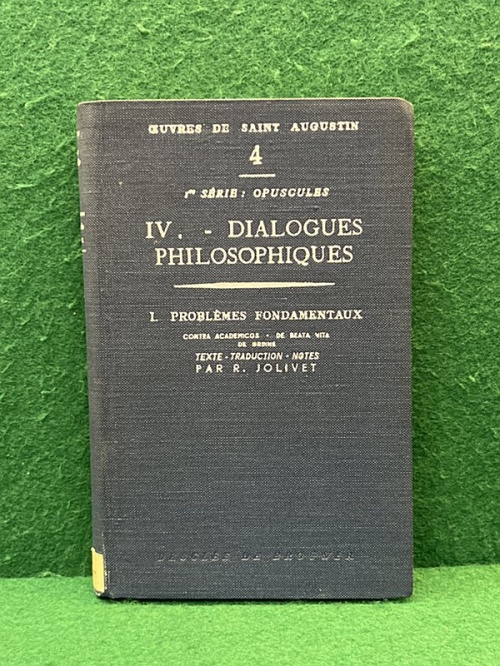 ŒUVRES DE SAINT AUGUSTIN
4
1re SÉRIE: OPUSCULES
IV. - DIALOGUES
PHILOSOPHIQUES
I. PROBLÈMES FONDAMENTAUX
CONTRA ACADEMICOS - DE BEATA VITA
DE ORDINE
TEXTE - TRADUCTION - NOTES
PAR R. JOLIVET
DESCLÉE DE BROUWER